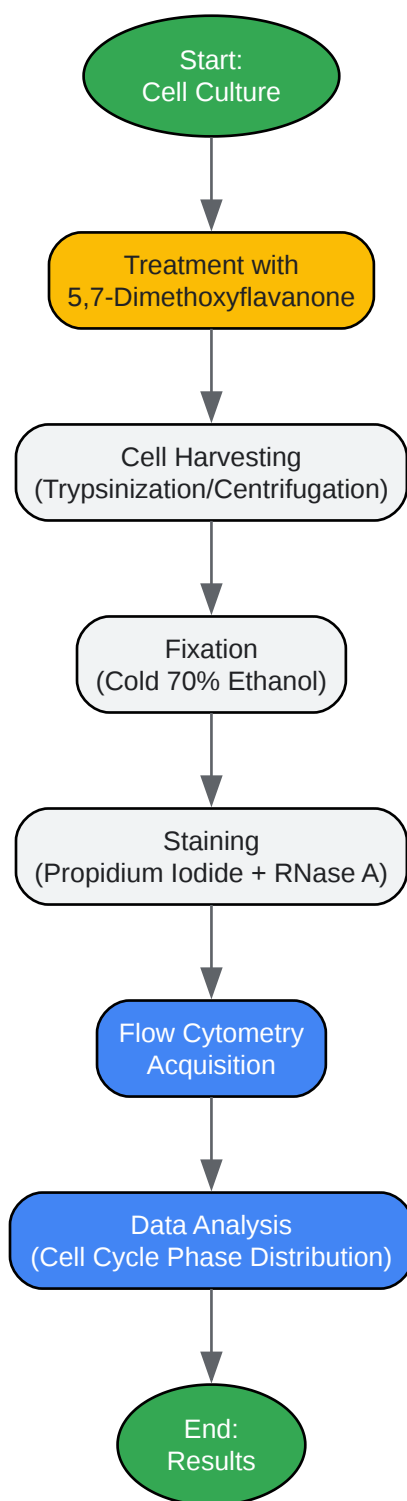 Start:
Cell Culture
Treatment with
5,7-Dimethoxyflavanone
Cell Harvesting
(Trypsinization/Centrifugation)
Fixation
(Cold 70% Ethanol)
Staining
(Propidium Iodide + RNase A)
Flow Cytometry
Acquisition
Data Analysis
(Cell Cycle Phase Distribution)
End:
Results